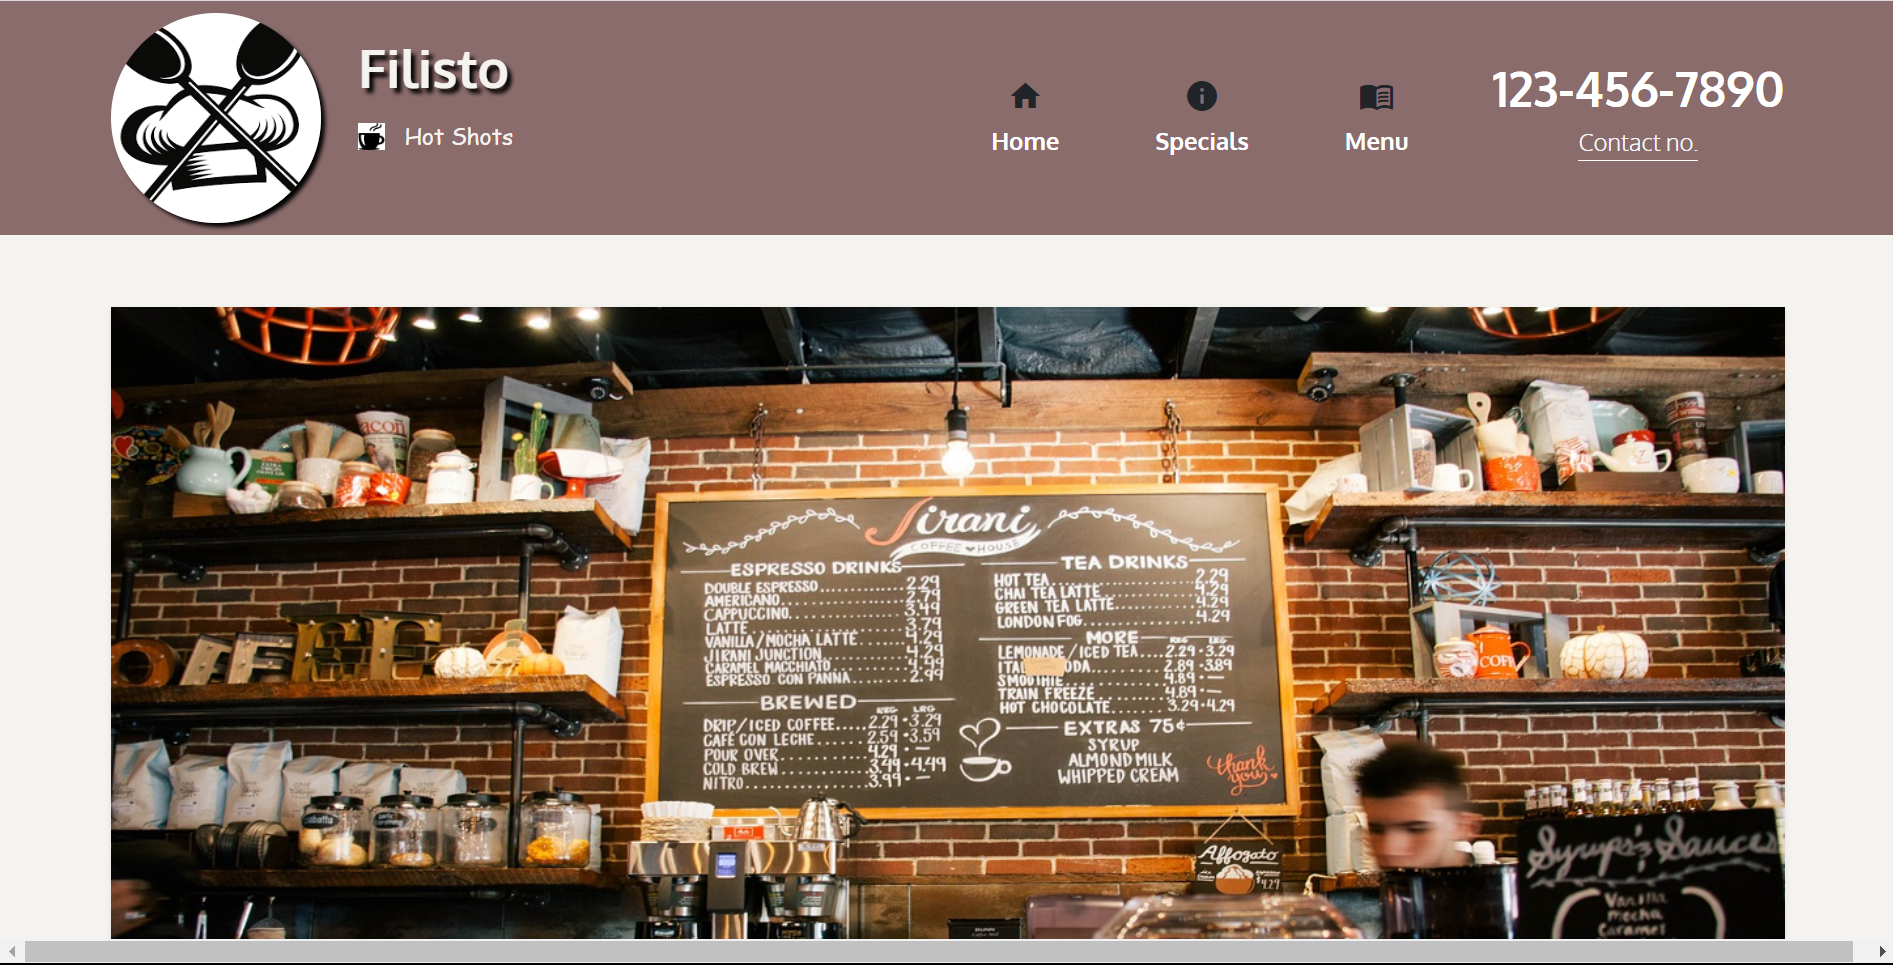 Filisto
Hot Shots
Home
Specials
Menu
123-456-7890
Contact no.
Jirani
COFFEE HOUSE
ESPRESSO DRINKS
DOUBLE ESPRESSO 2.29
AMERICANO 2.79
CAPPUCCINO 3.49
LATTE 3.79
VANILLA/MOCHA LATTE 4.29
JIRANI JUNCTION 4.29
CARAMEL MACCHIATO 4.49
ESPRESSO CON PANNA 2.99
BREWED
REG LRG
DRIP/ICED COFFEE 2.29 • 3.29
CAFÉ CON LECHE 2.59 • 3.59
POUR OVER 4.29 • —
COLD BREW 3.49 • 4.49
NITRO 3.99 • —
TEA DRINKS
HOT TEA 2.29
CHAI TEA LATTE 4.29
GREEN TEA LATTE 4.29
LONDON FOG 4.29
MORE
REG LRG
LEMONADE/ICED TEA 2.29 • 3.29
2.89 • 3.89
SMOOTHIE 4.89 • —
TRAIN FREEZE 4.89 • —
HOT CHOCOLATE 3.29 • 4.29
EXTRAS 75¢
SYRUP
ALMOND MILK
WHIPPED CREAM
thank
you
Affogato
$4.29
Syrups & Sauces
Vanilla
Mocha
Caramel